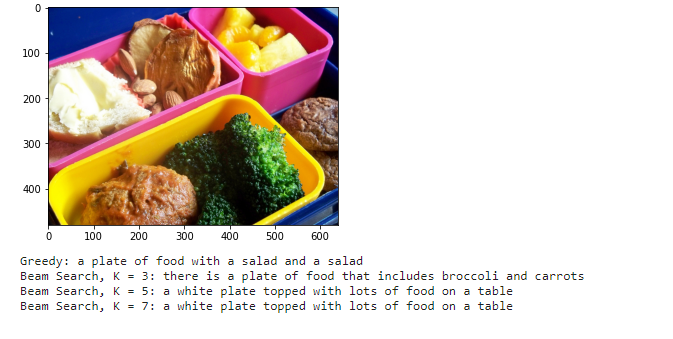 0
100
200
300
400
0 100 200 300 400 500 600
Greedy: a plate of food with a salad and a salad
Beam Search, K = 3: there is a plate of food that includes broccoli and carrots
Beam Search, K = 5: a white plate topped with lots of food on a table
Beam Search, K = 7: a white plate topped with lots of food on a table